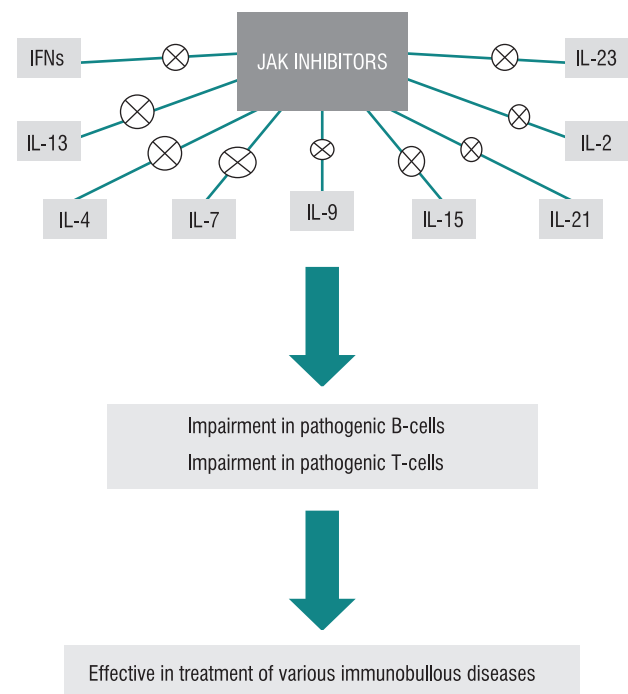 JAK INHIBITORS
IFNs
IL-23
IL-13
IL-2
IL-4
IL-7
IL-9
IL-15
IL-21
Impairment in pathogenic B-cells
Impairment in pathogenic T-cells
Effective in treatment of various immunobullous diseases